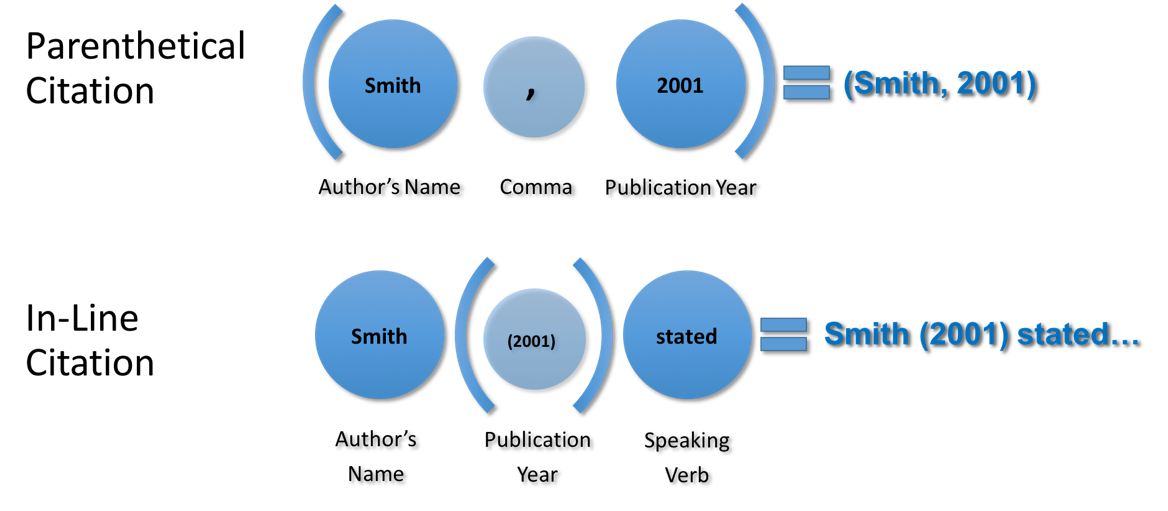 Parenthetical
Citation
Smith
,
2001
(Smith, 2001)
Author’s Name
Comma
Publication Year
In-Line
Citation
Smith
(2001)
stated
Smith (2001) stated…
Author’s
Name
Publication
Year
Speaking
Verb